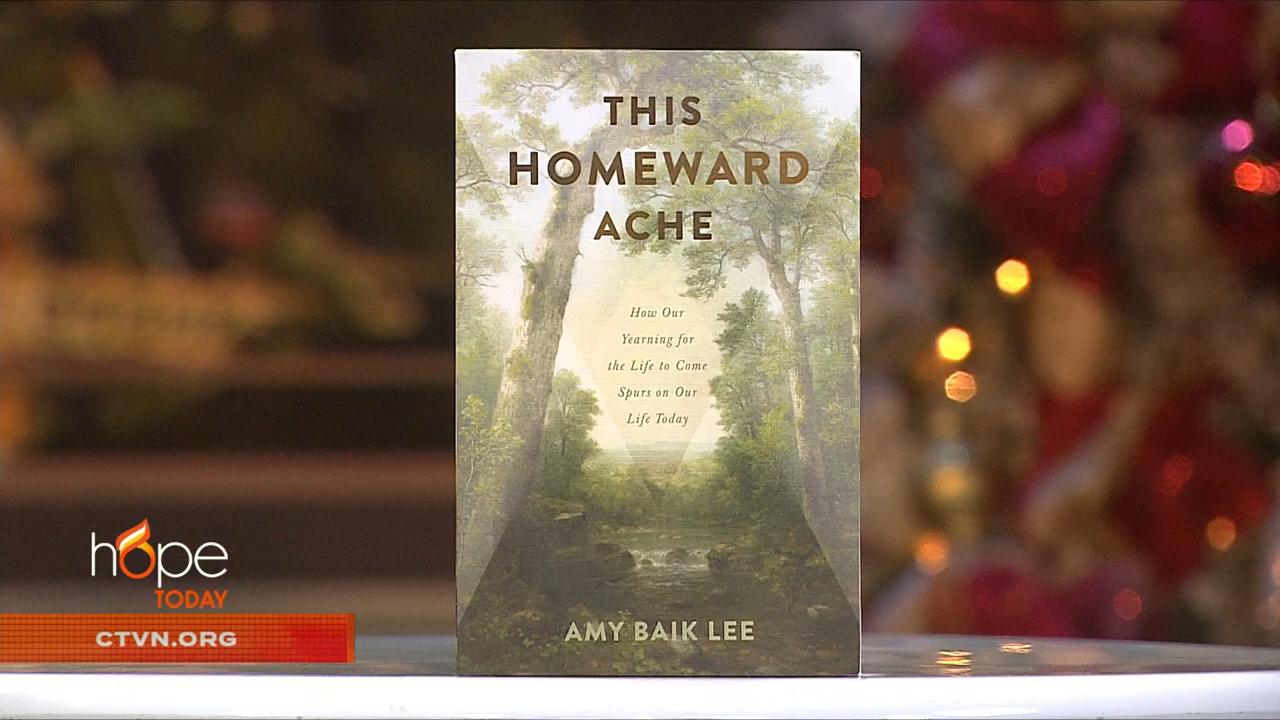 THIS
HOMEWARD
ACHE
How Our
Yearning for
the Life to Come
Spurs on Our
Life Today
AMY BAIK LEE
hope
TODAY
CTVN.ORG